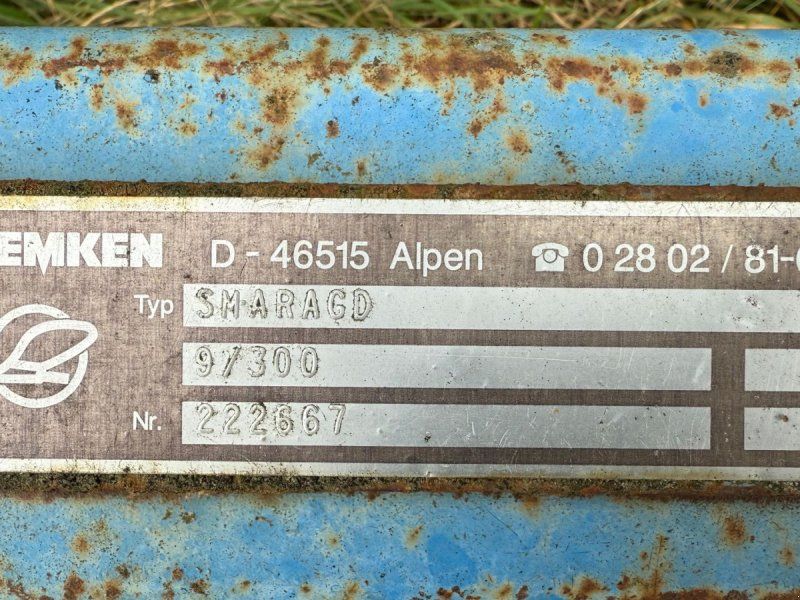 EMKEN D - 46515 Alpen ☎ 0 28 02 / 81-
Typ SMARAGD
9/300
Nr. 222667